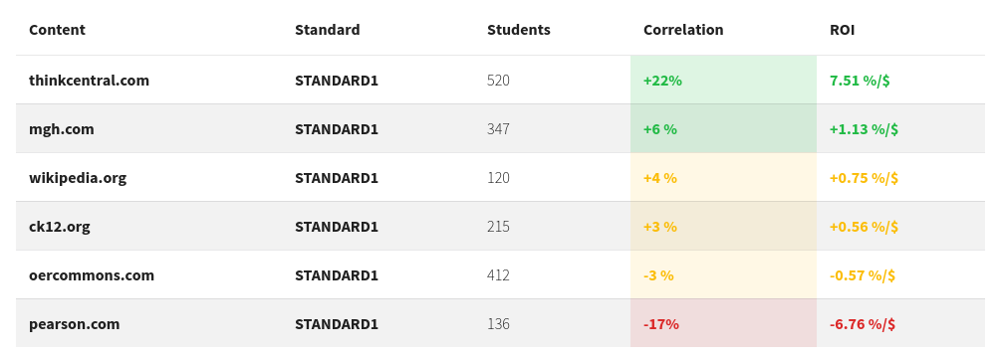 Content Standard Students Correlation ROI
thinkcentral.com STANDARD1 520 +22% 7.51 %/$
mgh.com STANDARD1 347 +6 % +1.13 %/$
wikipedia.org STANDARD1 120 +4 % +0.75 %/$
ck12.org STANDARD1 215 +3 % +0.56 %/$
oercommons.com STANDARD1 412 -3 % -0.57 %/$
pearson.com STANDARD1 136 -17% -6.76 %/$